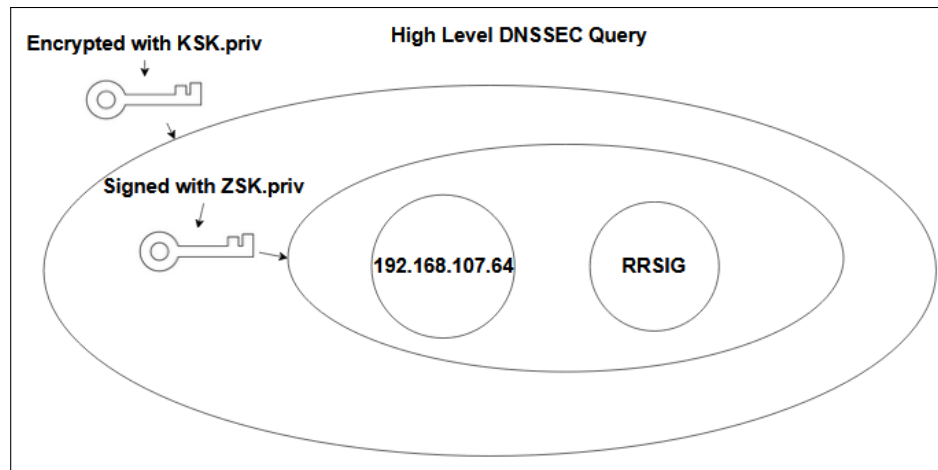 High Level DNSSEC Query
Encrypted with KSK.priv
Signed with ZSK.priv
192.168.107.64
RRSIG